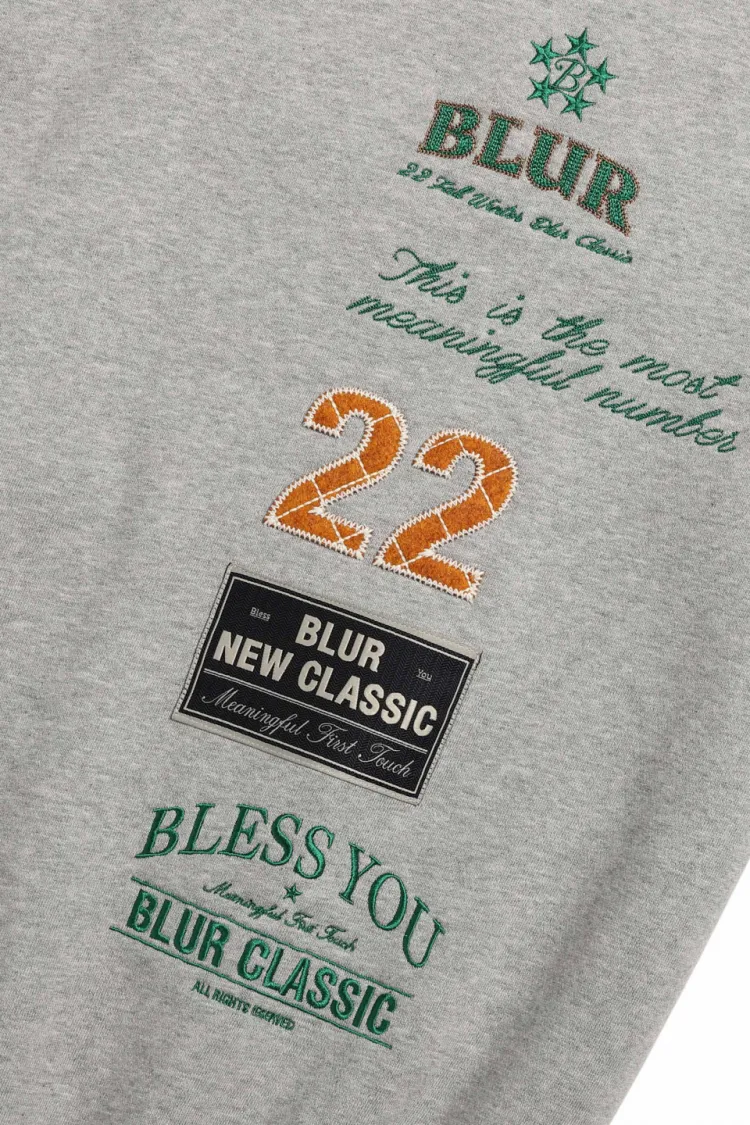 B
BLUR
22 Fall Winter Blur Classic
This is the most
meaningful number
22
Bless
BLUR
You
NEW CLASSIC
Meaningful First Touch
BLESS YOU
Meaningful First Touch
BLUR CLASSIC
ALL RIGHTS RESERVED